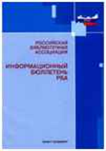 РОССИЙСКАЯ
БИБЛИОТЕЧНАЯ
АССОЦИАЦИЯ
ИНФОРМАЦИОННЫЙ
БЮЛЛЕТЕНЬ
РБА